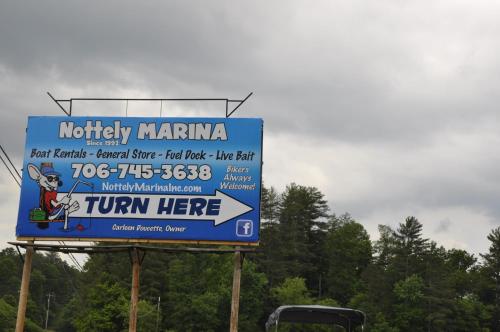 Nottely MARINA
Since 1992
Boat Rentals - General Store - Fuel Dock - Live Bait
706-745-3638
Bikers
Always
Welcome!
NottelyMarinaInc.com
TURN HERE
f
Carleen Doucette, Owner